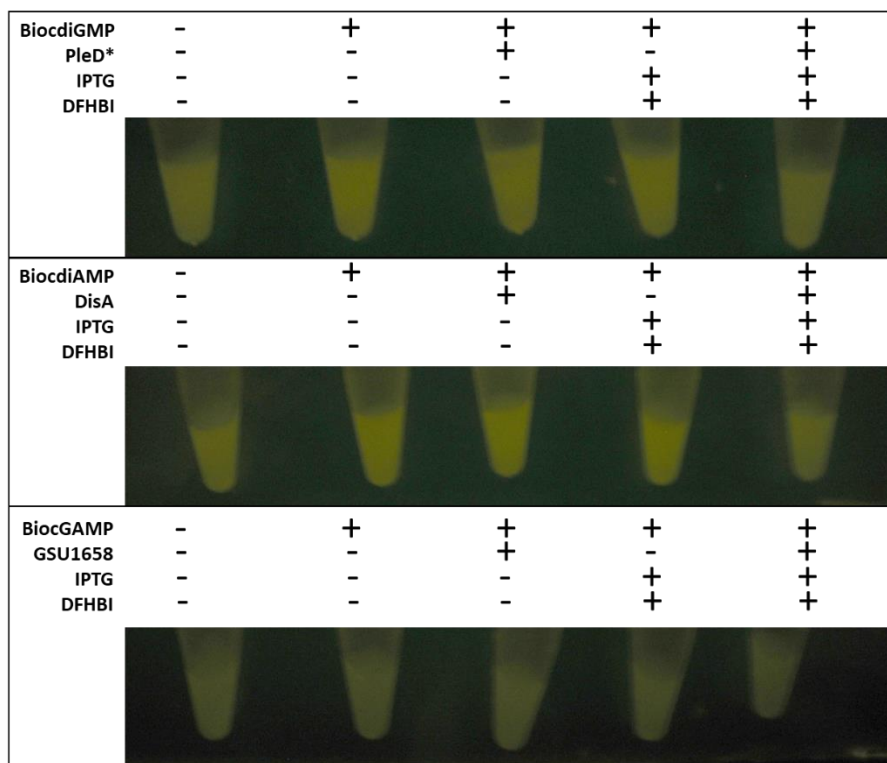 BiocdiGMP - + + + +
PleD* - - + - +
IPTG - - - + +
DFHBI - - - + +
BiocdiAMP - + + + +
DisA - - + - +
IPTG - - - + +
DFHBI - - - + +
BiocGAMP - + + + +
GSU1658 - - + - +
IPTG - - - + +
DFHBI - - - + +